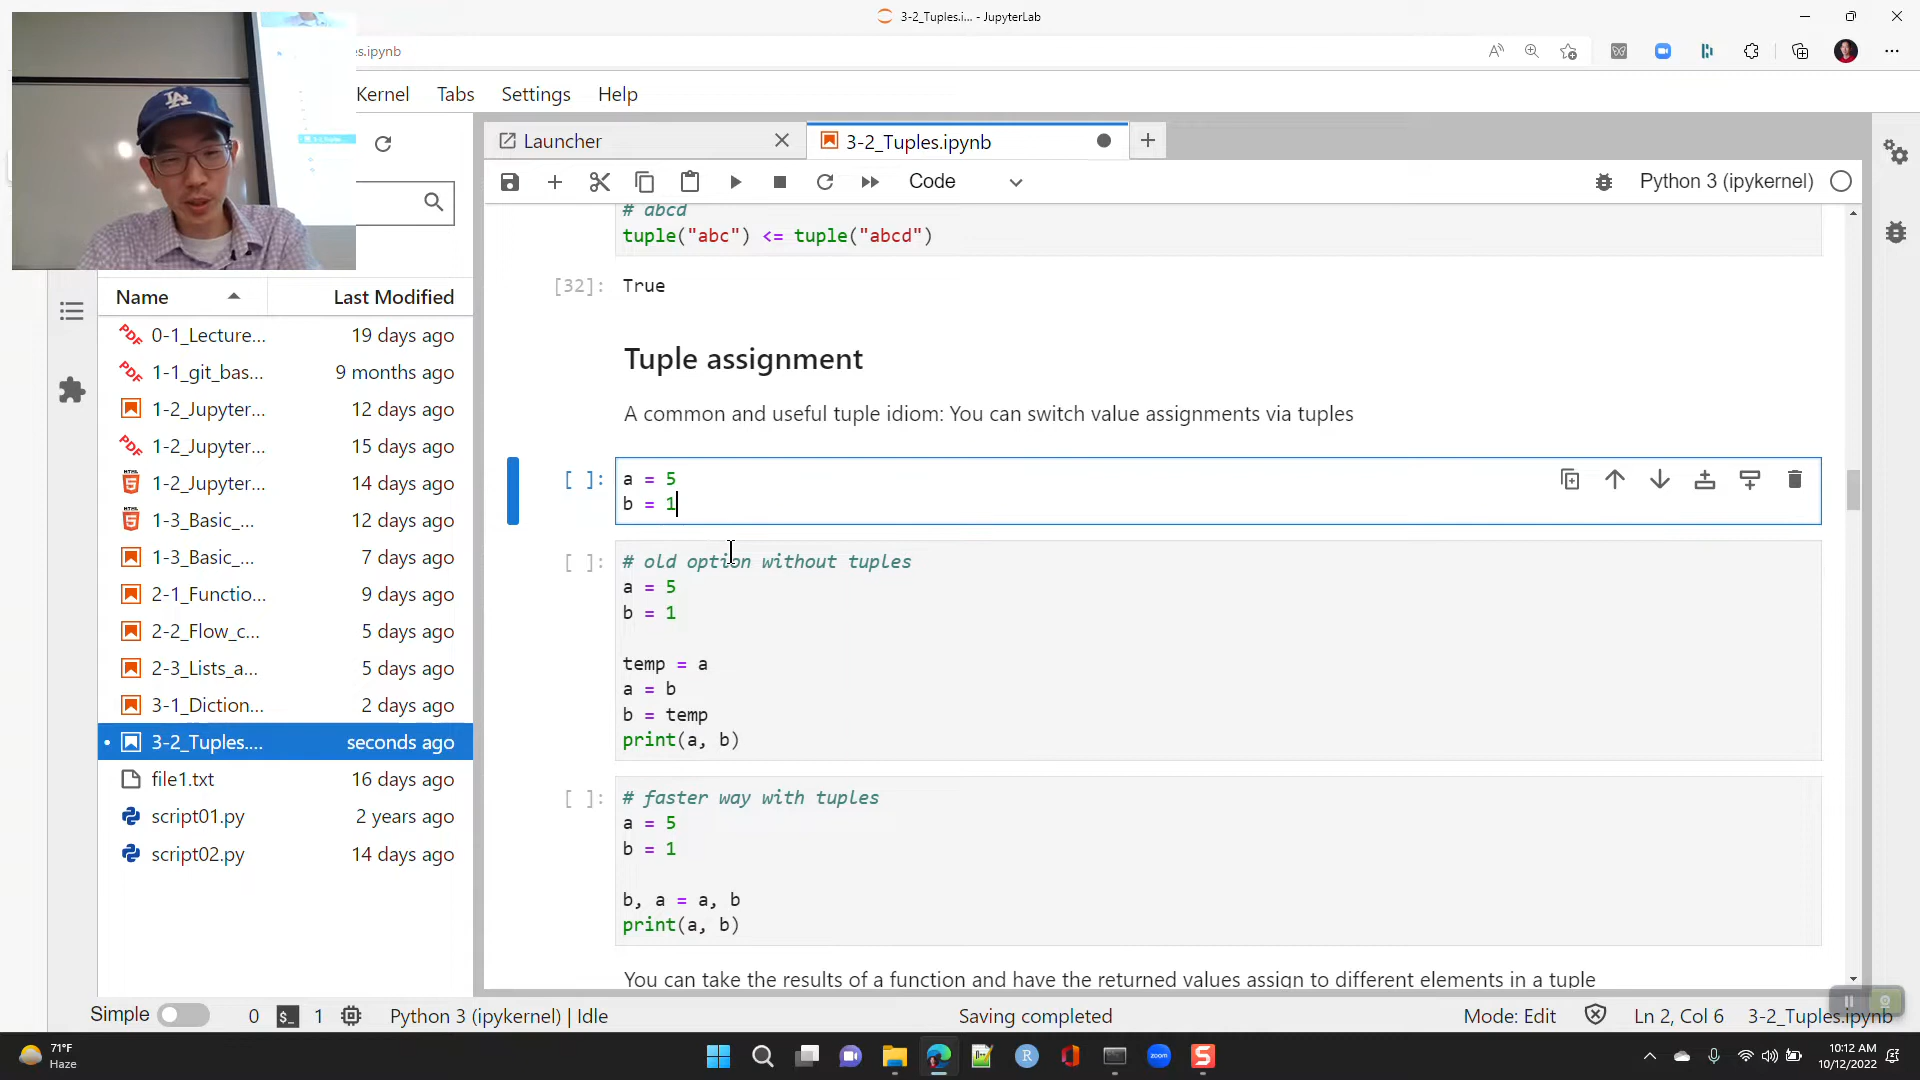 3-2_Tuples.i... - JupyterLab
es.ipynb
Kernel Tabs Settings Help
Launcher
3-2_Tuples.ipynb
Code
Python 3 (ipykernel)
# abcd
tuple("abc") <= tuple("abcd")
[32]: True
Tuple assignment
A common and useful tuple idiom: You can switch value assignments via tuples
[ ]: a = 5
b = 1
[ ]: # old option without tuples
a = 5
b = 1
temp = a
a = b
b = temp
print(a, b)
[ ]: # faster way with tuples
a = 5
b = 1
b, a = a, b
print(a, b)
You can take the results of a function and have the returned values assign to different elements in a tuple
Name Last Modified
0-1_Lecture... 19 days ago
1-1_git_bas... 9 months ago
1-2_Jupyter... 12 days ago
1-2_Jupyter... 15 days ago
1-2_Jupyter... 14 days ago
1-3_Basic_... 12 days ago
1-3_Basic_... 7 days ago
2-1_Functio... 9 days ago
2-2_Flow_c... 5 days ago
2-3_Lists_a... 5 days ago
3-1_Diction... 2 days ago
3-2_Tuples.... seconds ago
file1.txt 16 days ago
script01.py 2 years ago
script02.py 14 days ago
Simple 0 1 Python 3 (ipykernel) | Idle Saving completed Mode: Edit Ln 2, Col 6 3-2_Tuples.ipynb
71°F
Haze
10:12 AM
10/12/2022
LA
PDF
PDF
PDF
HTML
HTML
zoom
R
S